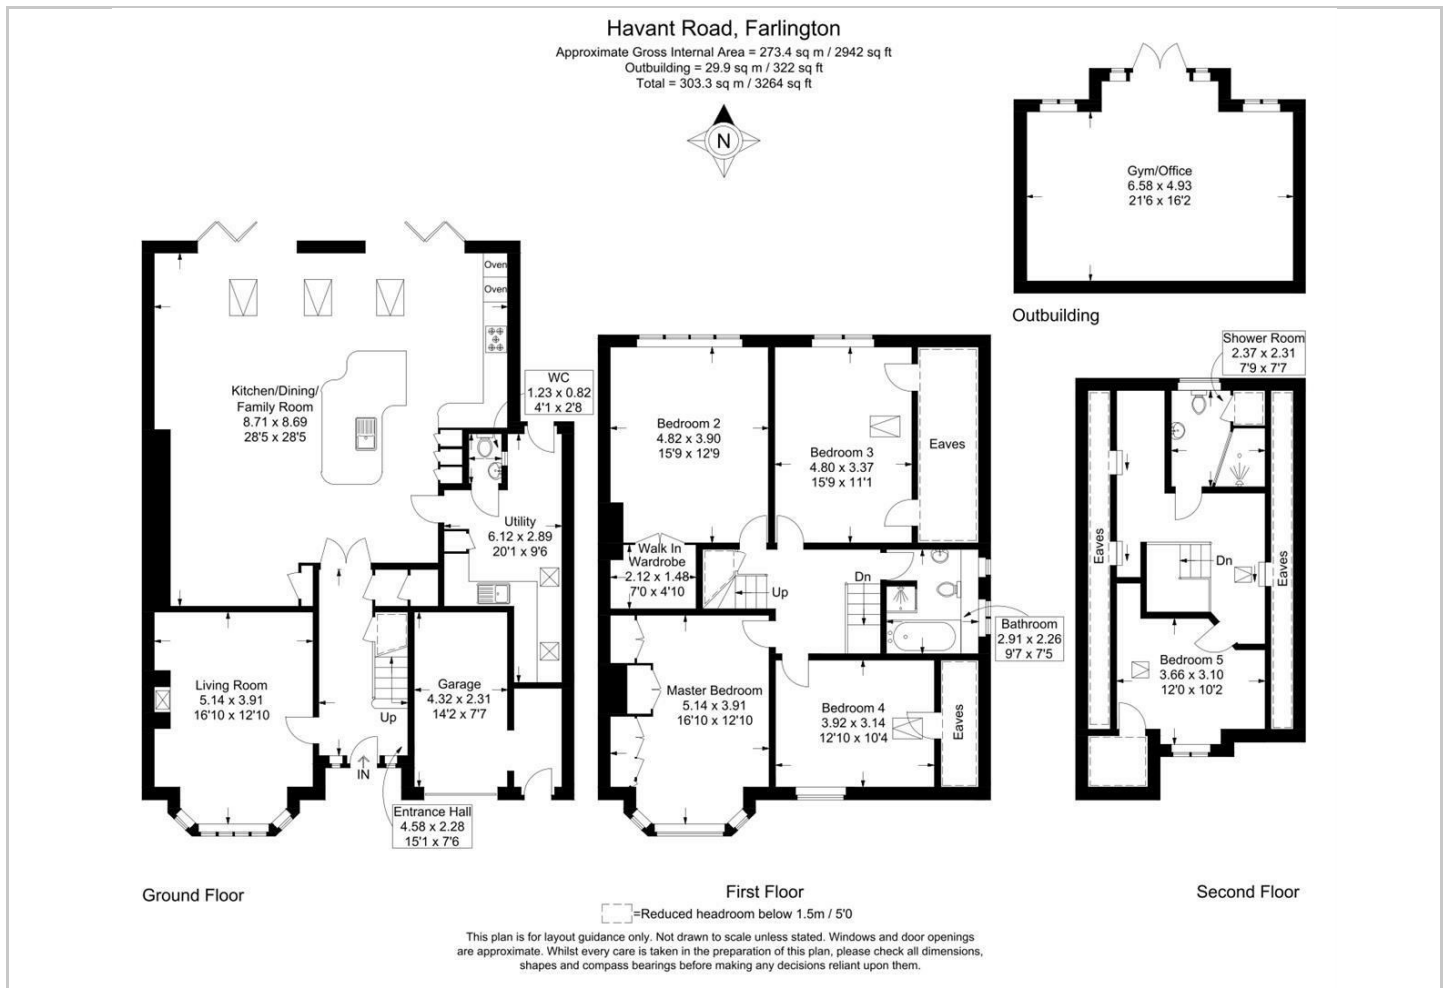 Havant Road, Farlington
Approximate Gross Internal Area = 273.4 sq m / 2942 sq ft
Outbuilding = 29.9 sq m / 322 sq ft
Total = 303.3 sq m / 3264 sq ft
N
Gym/Office
6.58 x 4.93
21'6 x 16'2
Outbuilding
Oven
Oven
Kitchen/Dining/
Family Room
8.71 x 8.69
28'5 x 28'5
WC
1.23 x 0.82
4'1 x 2'8
Utility
6.12 x 2.89
20'1 x 9'6
Living Room
5.14 x 3.91
16'10 x 12'10
Up
Garage
4.32 x 2.31
14'2 x 7'7
IN
Entrance Hall
4.58 x 2.28
15'1 x 7'6
Ground Floor
Bedroom 2
4.82 x 3.90
15'9 x 12'9
Bedroom 3
4.80 x 3.37
15'9 x 11'1
Eaves
Walk In
Wardrobe
2.12 x 1.48
7'0 x 4'10
Up
Dn
Bathroom
2.91 x 2.26
9'7 x 7'5
Master Bedroom
5.14 x 3.91
16'10 x 12'10
Bedroom 4
3.92 x 3.14
12'10 x 10'4
Eaves
First Floor
Shower Room
2.37 x 2.31
7'9 x 7'7
Eaves
Dn
Eaves
Bedroom 5
3.66 x 3.10
12'0 x 10'2
Second Floor
=Reduced headroom below 1.5m / 5'0
This plan is for layout guidance only. Not drawn to scale unless stated. Windows and door openings
are approximate. Whilst every care is taken in the preparation of this plan, please check all dimensions,
shapes and compass bearings before making any decisions reliant upon them.